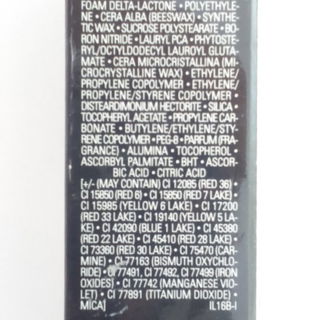 FOAM DELTA-LACTONE • POLYETHYLE-
NE • CERA ALBA (BEESWAX) • SYNTHE-
TIC WAX • SUCROSE POLYSTEARATE • BO-
RON NITRIDE • LAURYL PCA • PHYTOSTE-
RYL/OCTYLDODECYL LAUROYL GLUTA-
MATE • CERA MICROCRISTALLINA (MI-
CROCRYSTALLINE WAX) • ETHYLENE/
PROPYLENE COPOLYMER • ETHYLENE/
PROPYLENE/STYRENE COPOLYMER •
DISTEARDIMONIUM HECTORITE • SILICA •
TOCOPHERYL ACETATE • PROPYLENE CAR-
BONATE • BUTYLENE/ETHYLENE/STY-
RENE COPOLYMER • PEG-8 • PARFUM (FRA-
GRANCE) • ALUMINA • TOCOPHEROL •
ASCORBYL PALMITATE • BHT • ASCOR-
BIC ACID • CITRIC ACID
[+/- (MAY CONTAIN) CI 12085 (RED 36) •
CI 15850 (RED 6) • CI 15850 (RED 7 LAKE) •
CI 15985 (YELLOW 6 LAKE) • CI 17200
(RED 33 LAKE) • CI 19140 (YELLOW 5 LA-
KE) • CI 42090 (BLUE 1 LAKE) • CI 45380
(RED 22 LAKE) • CI 45410 (RED 28 LAKE) •
CI 73360 (RED 30 LAKE) • CI 75470 (CARMI-
NE) • CI 77163 (BISMUTH OXYCHLO-
RIDE) • CI 77491, CI 77492, CI 77499 (IRON
OXIDES) • CI 77742 (MANGANESE VIO-
LET) • CI 77891 (TITANIUM DIOXIDE) •
MICA] IL16B-I